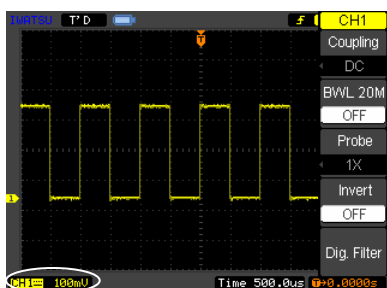 IWATSU T'D f CH1
T
Coupling
DC
BWL 20M
OFF
Probe
1X
Invert
OFF
Dig. Filter
1
CH1 100mV Time 500.0us T→0.0000s